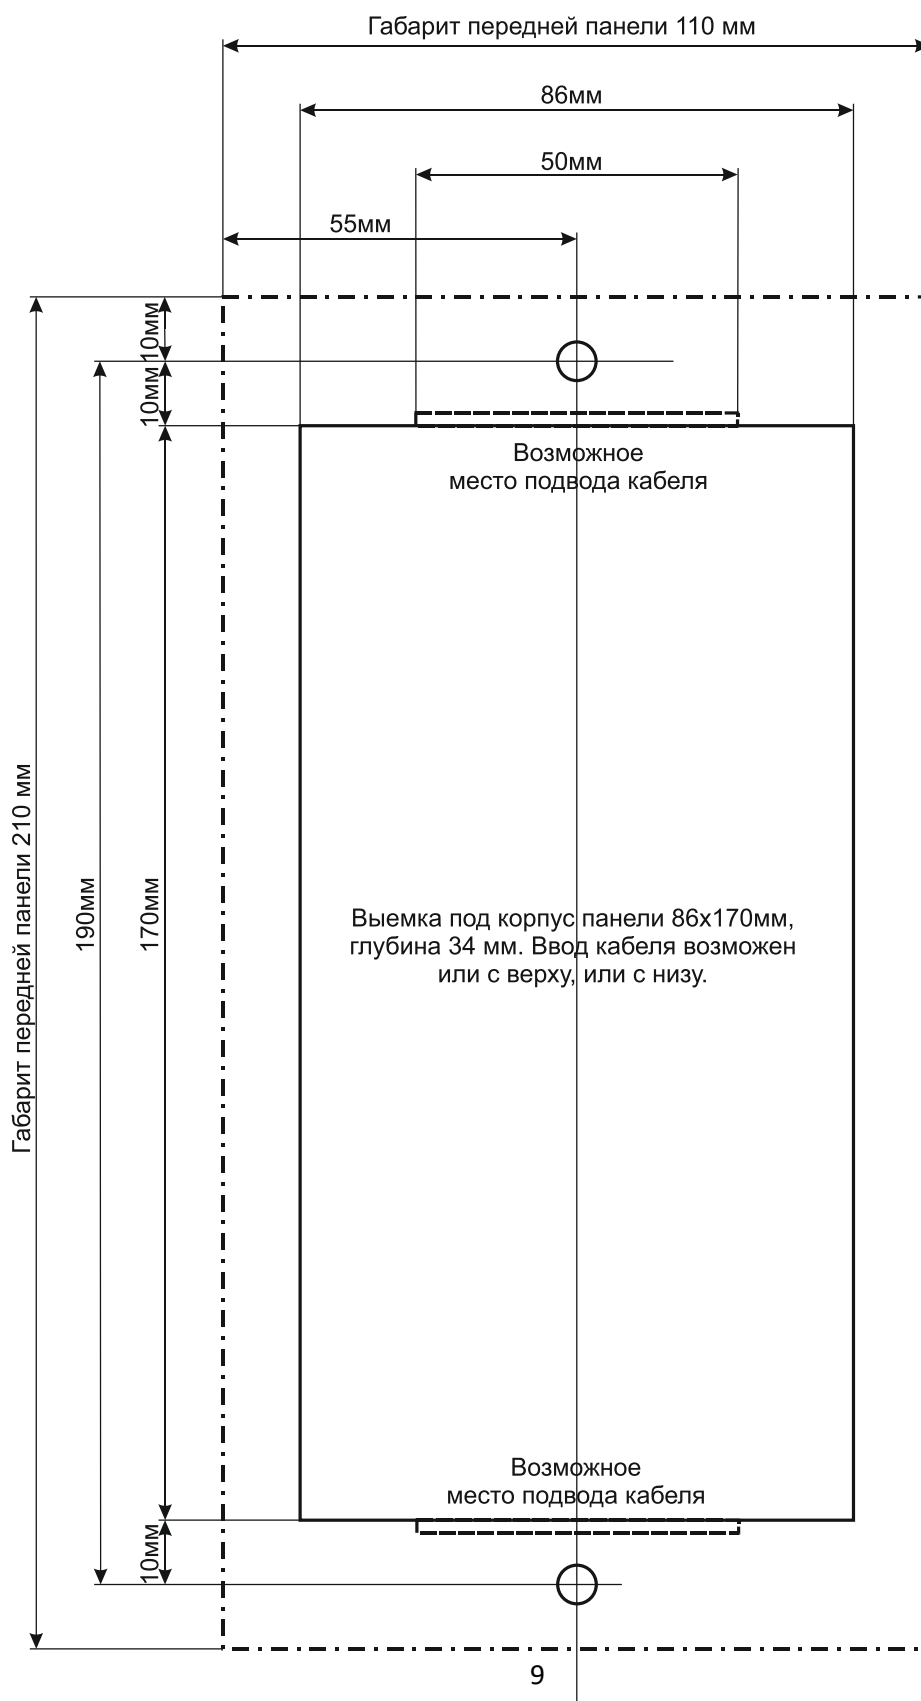 Габарит передней панели 110 мм
86мм
50мм
55мм
10мм
10мм
Возможное
место подвода кабеля
Габарит передней панели 210 мм
190мм
170мм
Выемка под корпус панели 86х170мм,
глубина 34 мм. Ввод кабеля возможен
или с верху, или с низу.
Возможное
место подвода кабеля
10мм
9